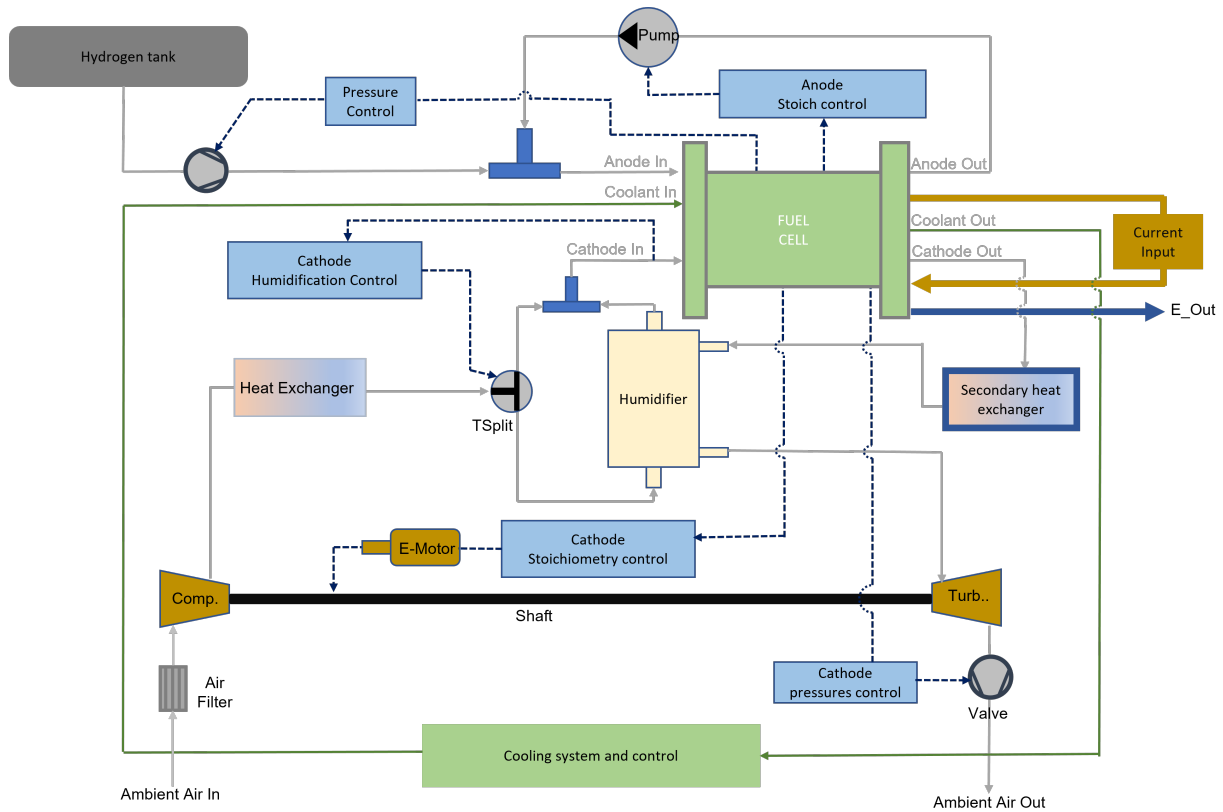 Pump
Hydrogen tank
Pressure
Control
Anode
Stoich control
Anode In
Anode Out
Coolant In
FUEL
CELL
Coolant Out
Current
Input
Cathode In
Cathode Out
Cathode
Humidification Control
E_Out
Heat Exchanger
Humidifier
Secondary heat
exchanger
TSplit
E-Motor
Cathode
Stoichiometry control
Comp.
Turb..
Shaft
Air
Filter
Cathode
pressures control
Valve
Cooling system and control
Ambient Air In
Ambient Air Out